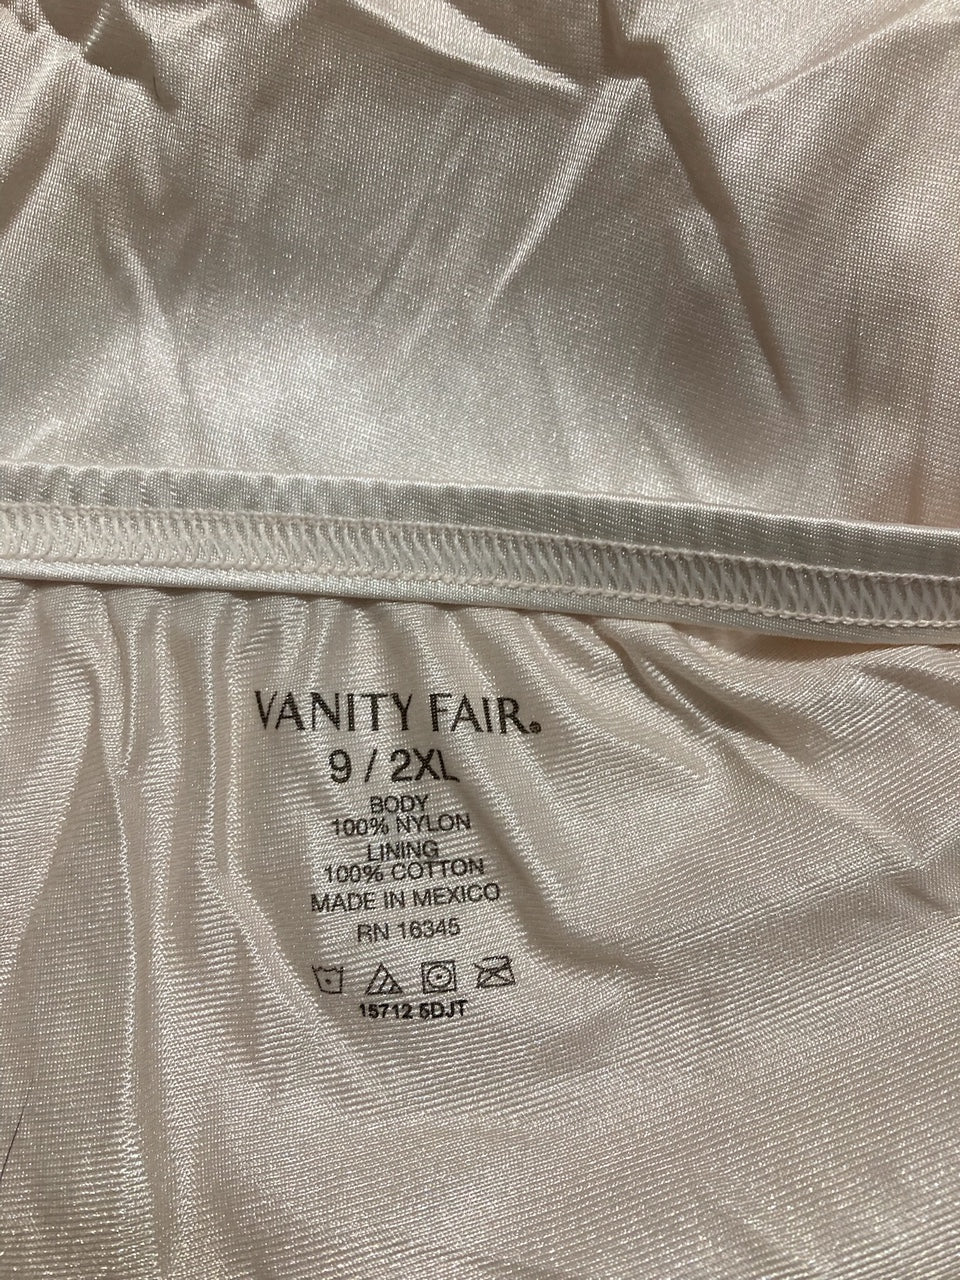 VANITY FAIR®
9 / 2XL
BODY
100% NYLON
LINING
100% COTTON
MADE IN MEXICO
RN 16345
15712 5DJT